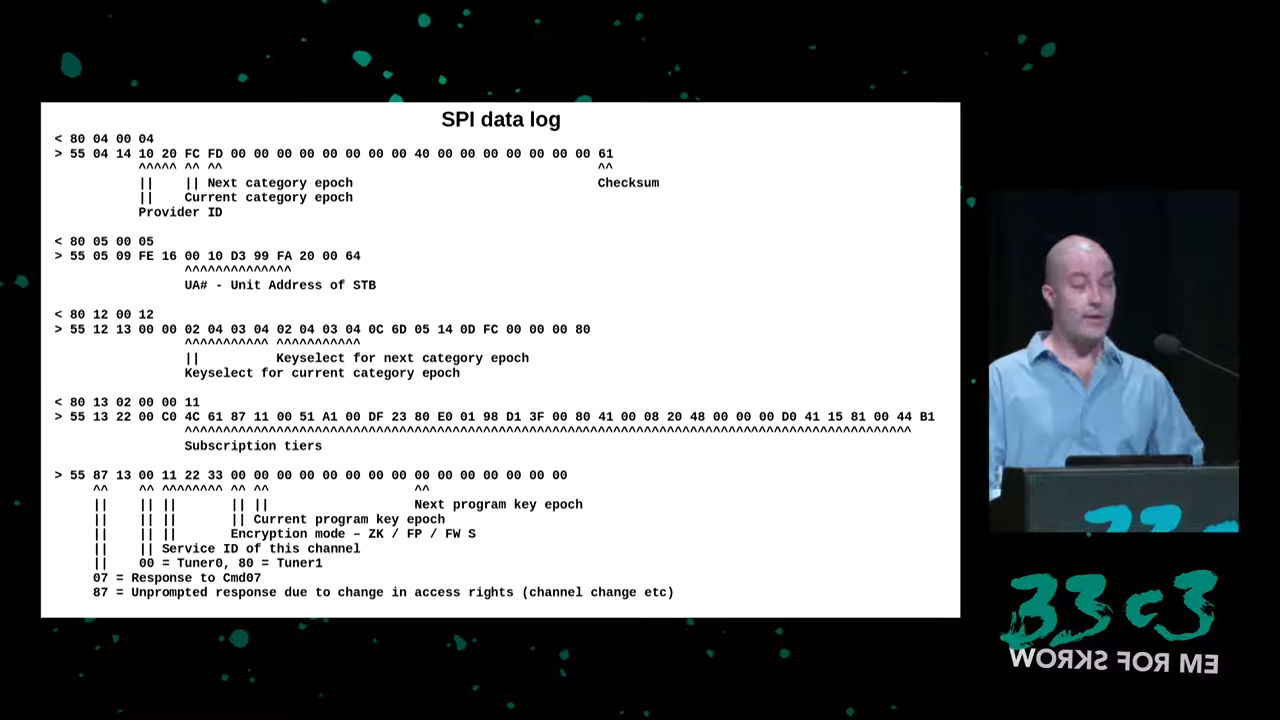 SPI data log
< 80 04 00 04
> 55 04 14 10 20 FC FD 00 00 00 00 00 00 00 00 40 00 00 00 00 00 00 00 61
^^^^^ ^^ ^^ ^^
|| || Next category epoch Checksum
|| Current category epoch
Provider ID
< 80 05 00 05
> 55 05 09 FE 16 00 10 D3 99 FA 20 00 64
^^^^^^^^^^^^^^
UA# - Unit Address of STB
< 80 12 00 12
> 55 12 13 00 00 02 04 03 04 02 04 03 04 0C 6D 05 14 0D FC 00 00 00 80
^^^^^^^^^^^ ^^^^^^^^^^^
|| Keyselect for next category epoch
Keyselect for current category epoch
< 80 13 02 00 00 11
> 55 13 22 00 C0 4C 61 87 11 00 51 A1 00 DF 23 80 E0 01 98 D1 3F 00 80 41 00 08 20 48 00 00 00 D0 41 15 81 00 44 B1
^^^^^^^^^^^^^^^^^^^^^^^^^^^^^^^^^^^^^^^^^^^^^^^^^^^^^^^^^^^^^^^^^^^^^^^^^^^^^^^^^^^^^^^^^^^^^^^
Subscription tiers
> 55 87 13 00 11 22 33 00 00 00 00 00 00 00 00 00 00 00 00 00 00 00
^^ ^^ ^^^^^^^^ ^^ ^^ ^^
|| || || || || Next program key epoch
|| || || || Current program key epoch
|| || || Encryption mode – ZK / FP / FW S
|| || Service ID of this channel
|| 00 = Tuner0, 80 = Tuner1
07 = Response to Cmd07
87 = Unprompted response due to change in access rights (channel change etc)
33c3
WORKS FOR ME